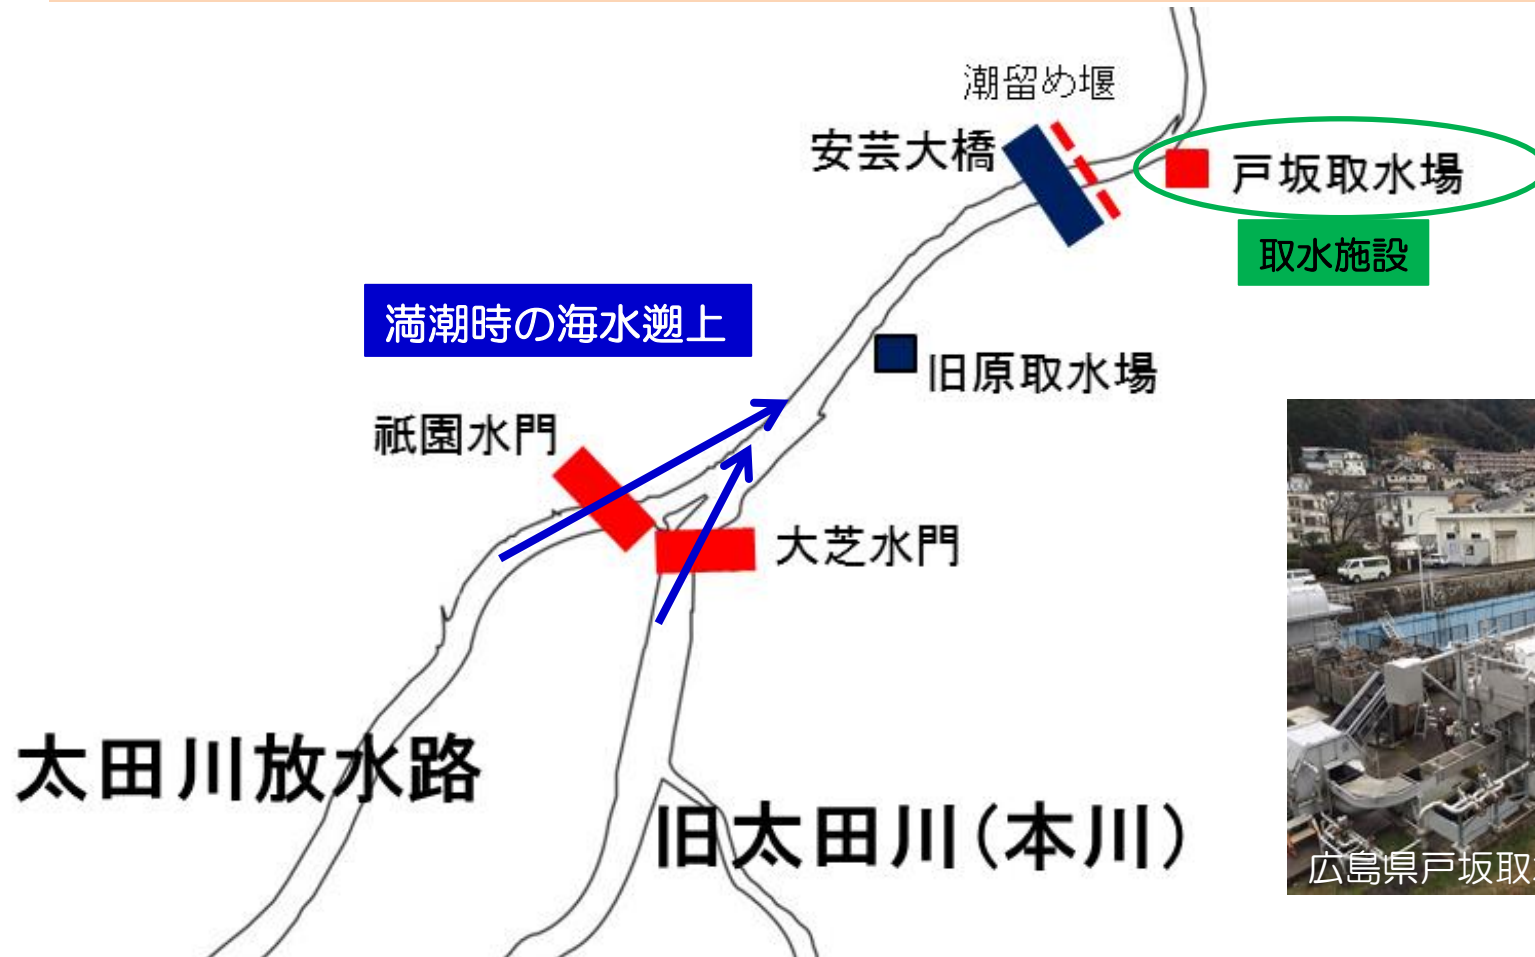 潮留め堰
安芸大橋
戸坂取水場
取水施設
満潮時の海水遡上
旧原取水場
祇園水門
大芝水門
太田川放水路
旧太田川(本川)
広島県戸坂取